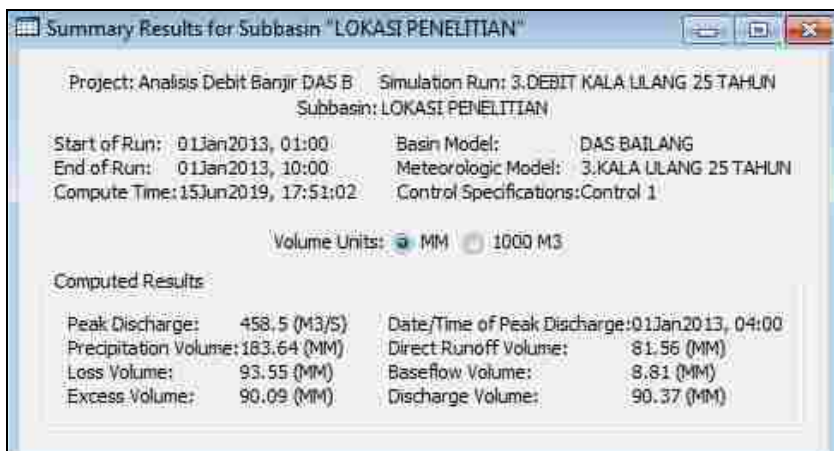 Summary Results for Subbasin "LOKASI PENELITIAN"
Project: Analisis Debit Banjir DAS B Simulation Run: 3.DEBIT KALA ULANG 25 TAHUN
Subbasin: LOKASI PENELITIAN
Start of Run: 01Jan2013, 01:00 Basin Model: DAS BAILANG
End of Run: 01Jan2013, 10:00 Meteorologic Model: 3.KALA ULANG 25 TAHUN
Compute Time:15Jun2019, 17:51:02 Control Specifications:Control 1
Volume Units: MM 1000 M3
Computed Results
Peak Discharge: 458.5 (M3/S) Date/Time of Peak Discharge:01Jan2013, 04:00
Precipitation Volume:183.64 (MM) Direct Runoff Volume: 81.56 (MM)
Loss Volume: 93.55 (MM) Baseflow Volume: 8.81 (MM)
Excess Volume: 90.09 (MM) Discharge Volume: 90.37 (MM)